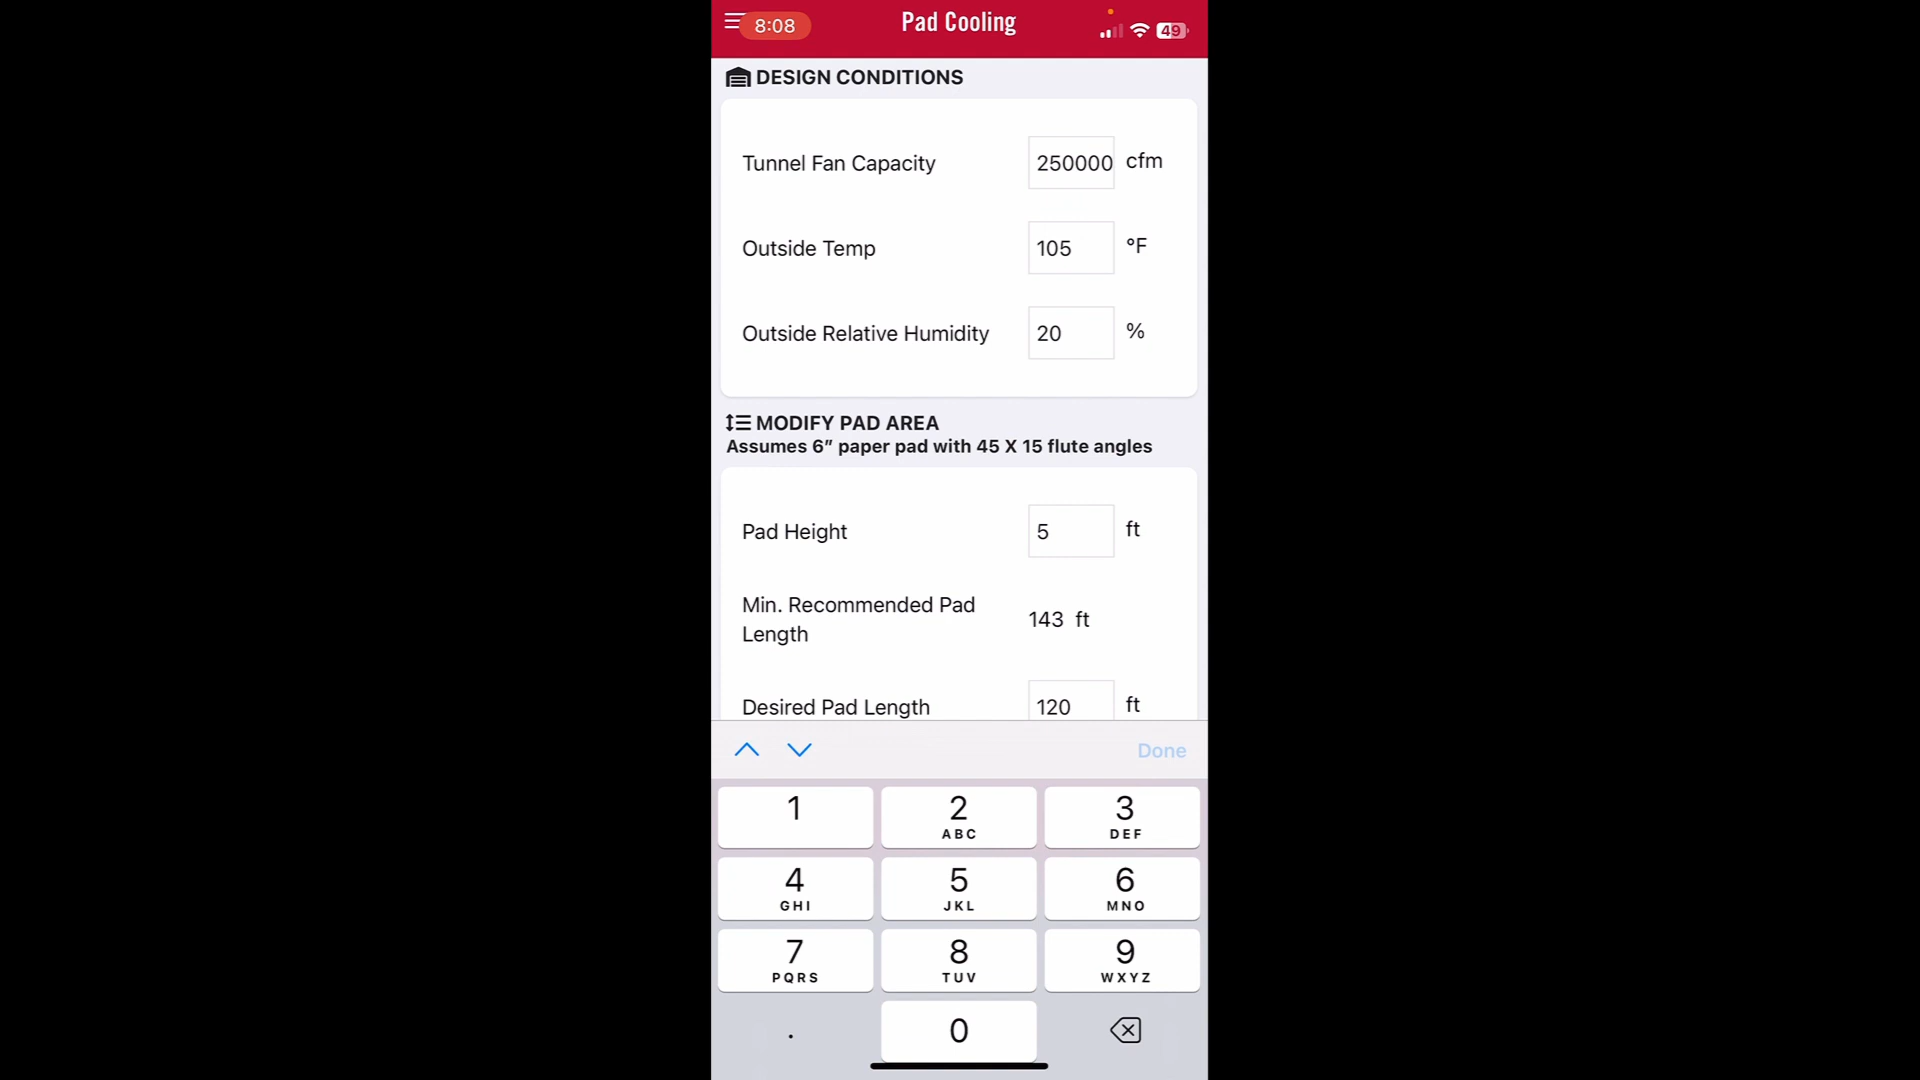 8:08
Pad Cooling
49
DESIGN CONDITIONS
Tunnel Fan Capacity 250000 cfm
Outside Temp 105 °F
Outside Relative Humidity 20 %
MODIFY PAD AREA
Assumes 6” paper pad with 45 X 15 flute angles
Pad Height 5 ft
Min. Recommended Pad
Length
143 ft
Desired Pad Length 120 ft
Done
1 2 3
ABC DEF
4 5 6
GHI JKL MNO
7 8 9
PQRS TUV WXYZ
. 0